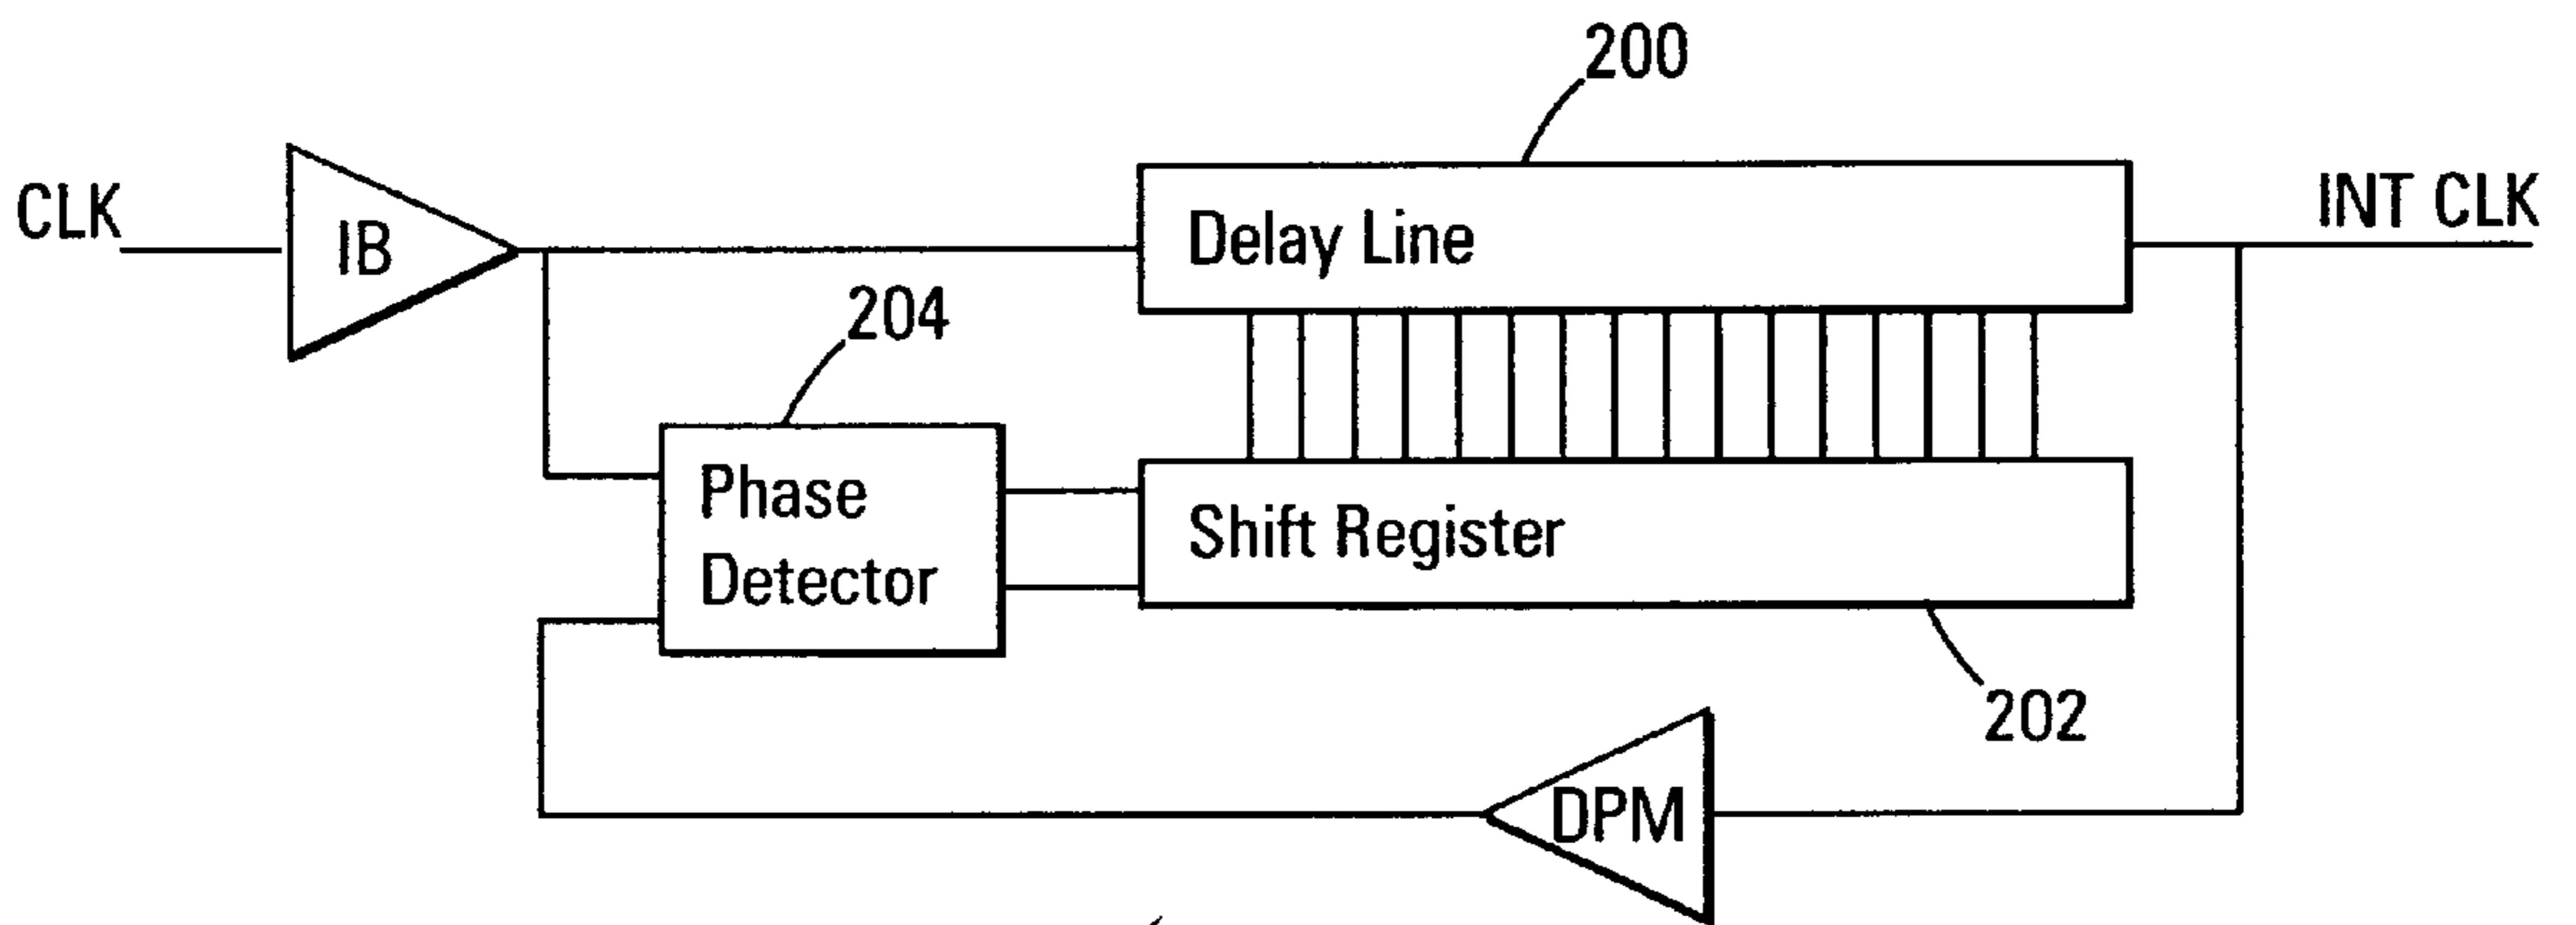 200
CLK
IB
Delay Line
INT CLK
204
Phase
Detector
Shift Register
202
DPM